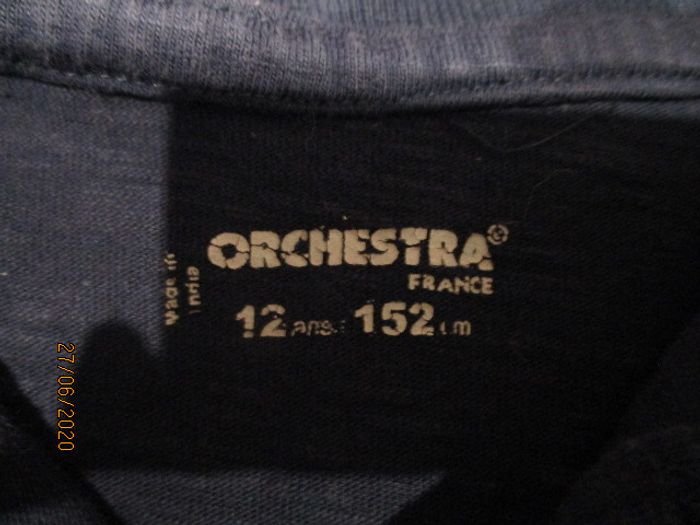 ORCHESTRA®
FRANCE
12 ans. 152 cm
Made in
India
27/06/2020